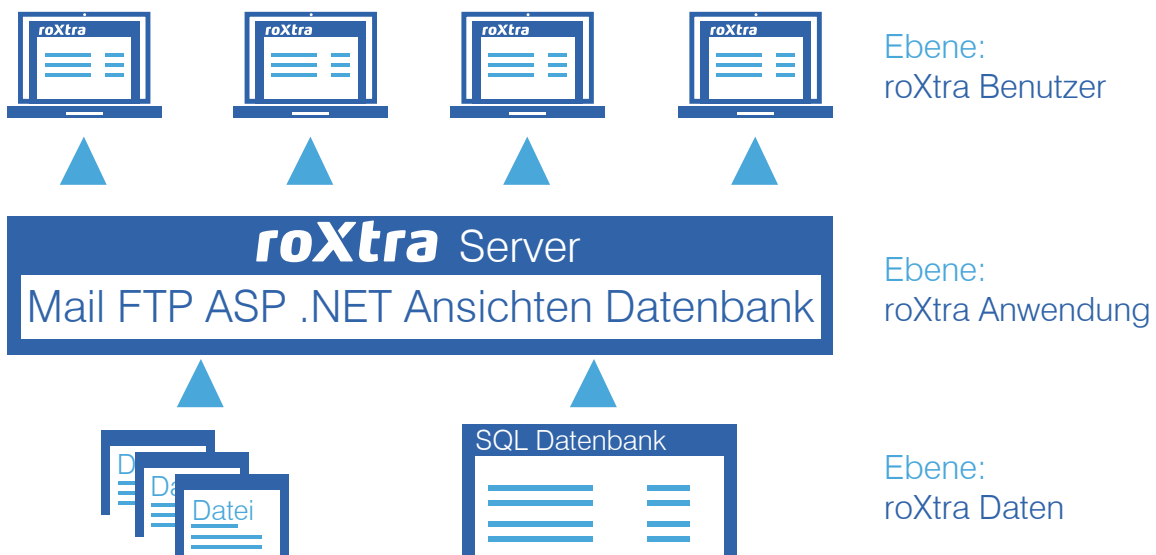 roXtra roXtra roXtra roXtra
Ebene:
roXtra Benutzer
roXtra Server
Mail FTP ASP .NET Ansichten Datenbank
Ebene:
roXtra Anwendung
SQL Datenbank
D
Da
Datei
Ebene:
roXtra Daten